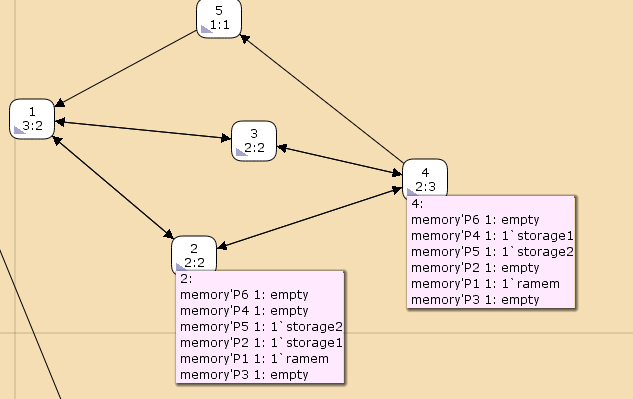 5
1:1
1
3:2
3
2:2
4
2:3
4:
memory'P6 1: empty
memory'P4 1: 1`storage1
memory'P5 1: 1`storage2
memory'P2 1: empty
memory'P1 1: 1`ramem
memory'P3 1: empty
2
2:2
2:
memory'P6 1: empty
memory'P4 1: empty
memory'P5 1: 1`storage2
memory'P2 1: 1`storage1
memory'P1 1: 1`ramem
memory'P3 1: empty